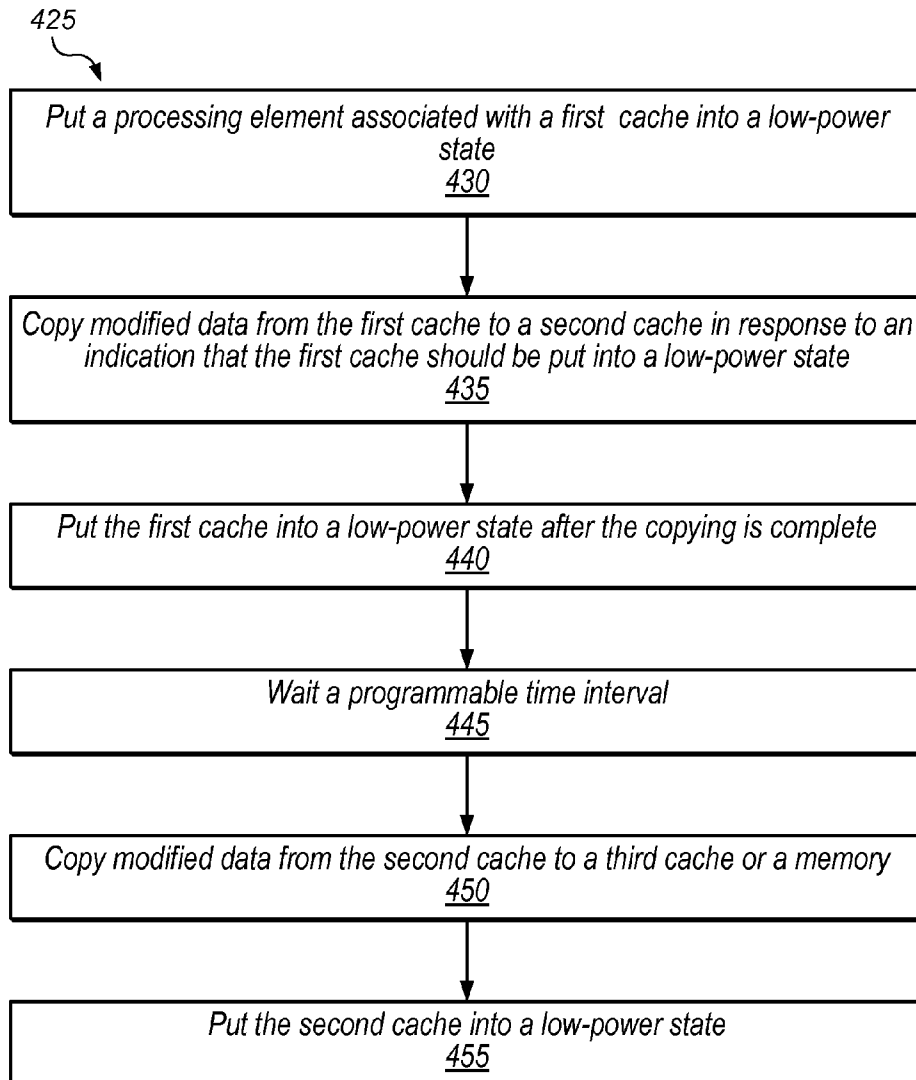 425
Put a processing element associated with a first cache into a low-power
state
430
Copy modified data from the first cache to a second cache in response to an
indication that the first cache should be put into a low-power state
435
Put the first cache into a low-power state after the copying is complete
440
Wait a programmable time interval
445
Copy modified data from the second cache to a third cache or a memory
450
Put the second cache into a low-power state
455